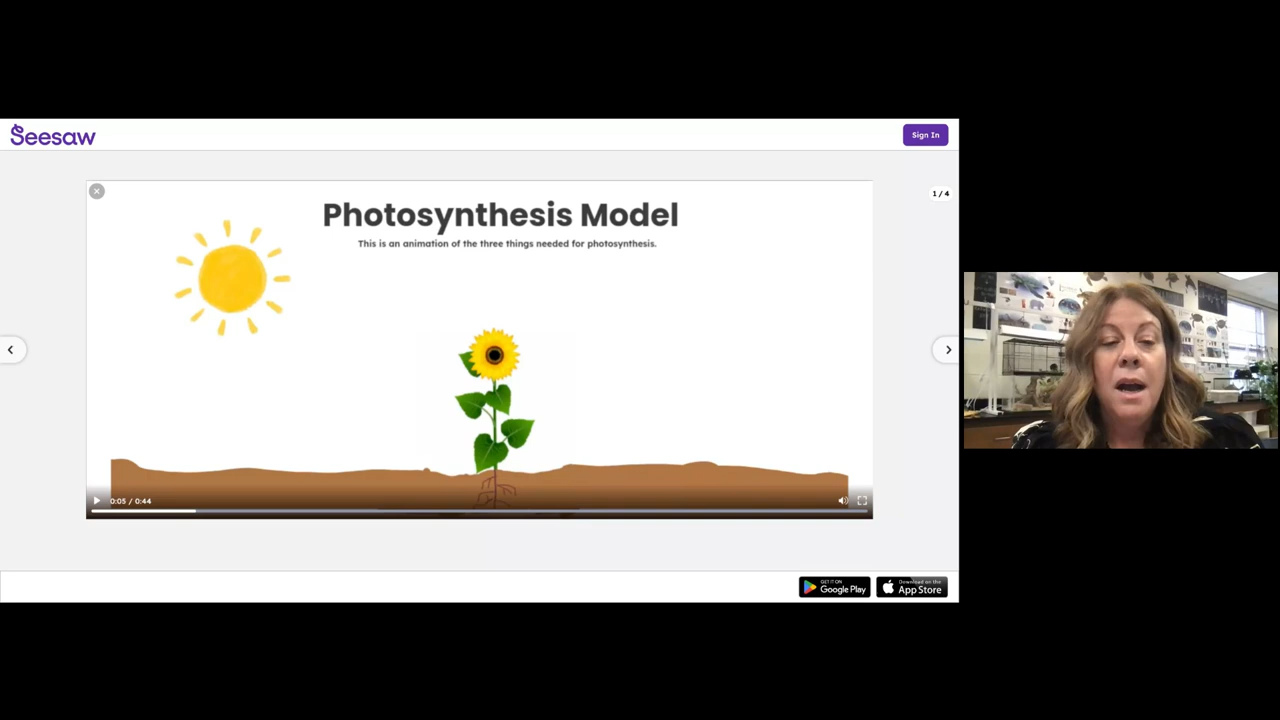 Seesaw
Sign In
1 / 4
Photosynthesis Model
This is an animation of the three things needed for photosynthesis.
0:05 / 0:44
GET IT ON
Google Play
Download on the
App Store